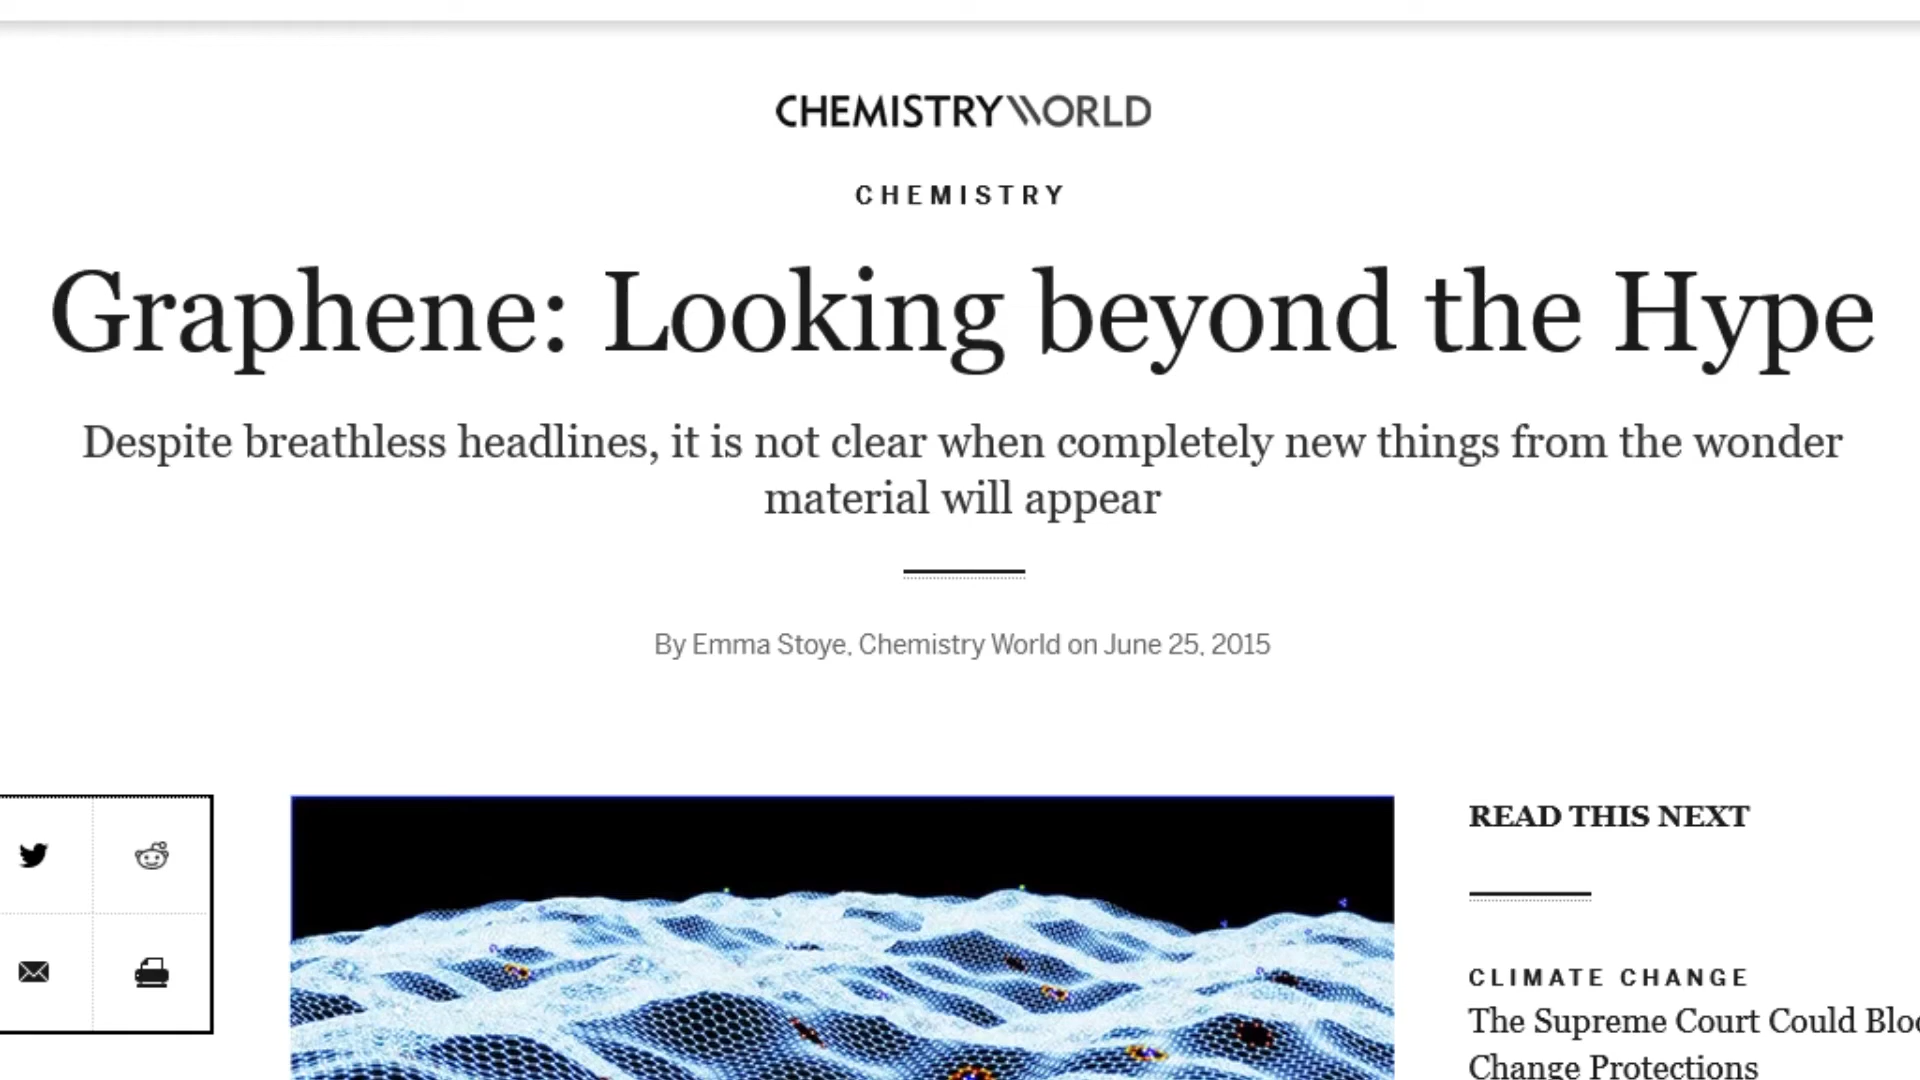 CHEMISTRY WORLD
CHEMISTRY
Graphene: Looking beyond the Hype
Despite breathless headlines, it is not clear when completely new things from the wonder
material will appear
By Emma Stoye, Chemistry World on June 25, 2015
READ THIS NEXT
CLIMATE CHANGE
The Supreme Court Could
Change Protections